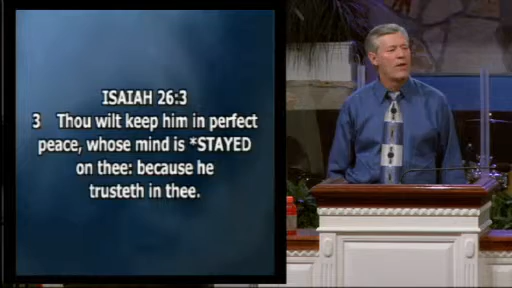 ISAIAH 26:3
3 Thou wilt keep him in perfect
peace, whose mind is *STAYED
on thee: because he
trusteth in thee.